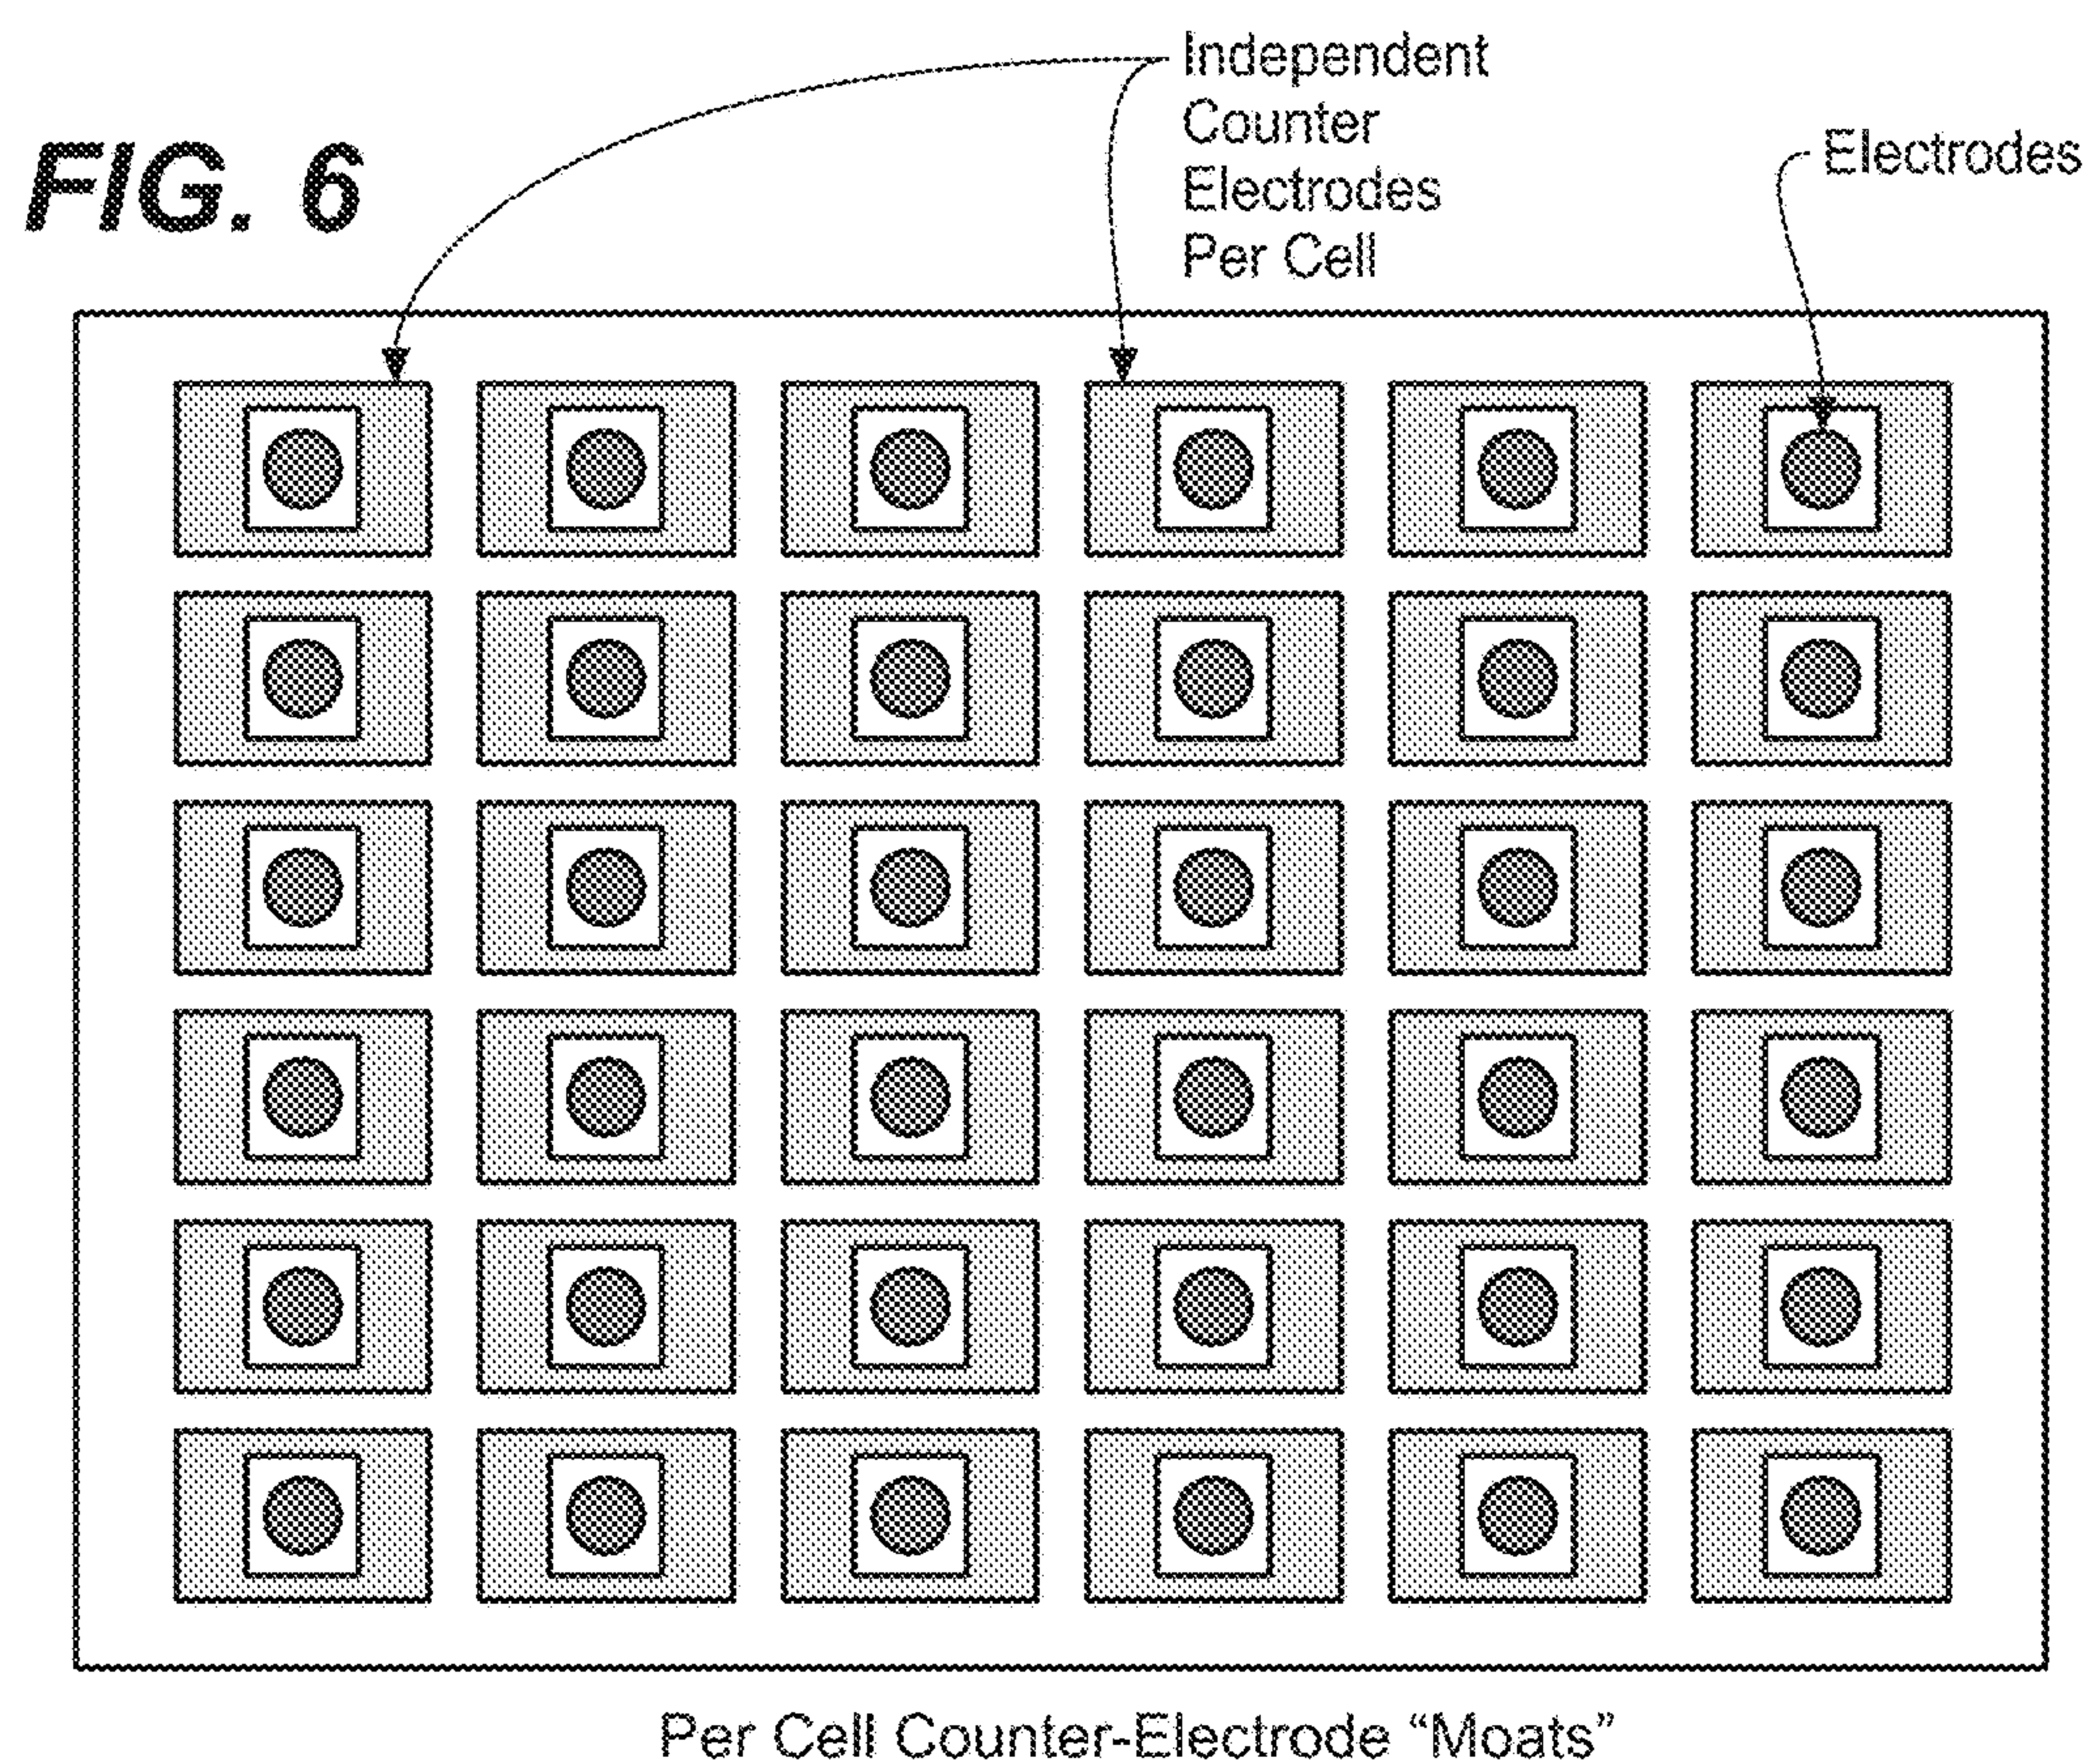 FIG. 6
Independent
Counter
Electrodes
Per Cell
Electrodes
Per Cell Counter-Electrode “Moats”